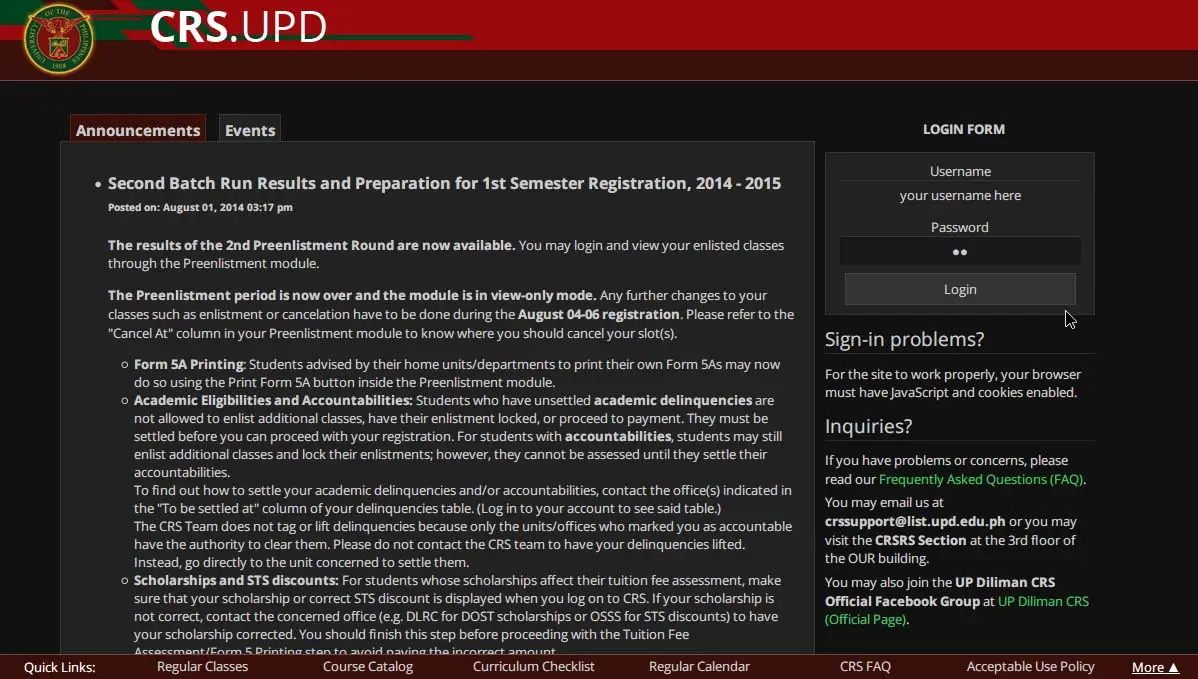 UNIVERSITY OF THE PHILIPPINES
1908
CRS.UPD
Announcements
Events
Second Batch Run Results and Preparation for 1st Semester Registration, 2014 - 2015
Posted on: August 01, 2014 03:17 pm
The results of the 2nd Preenlistment Round are now available. You may login and view your enlisted classes
through the Preenlistment module.
The Preenlistment period is now over and the module is in view-only mode. Any further changes to your
classes such as enlistment or cancelation have to be done during the August 04-06 registration. Please refer to the
"Cancel At" column in your Preenlistment module to know where you should cancel your slot(s).
Form 5A Printing: Students advised by their home units/departments to print their own Form 5As may now
do so using the Print Form 5A button inside the Preenlistment module.
Academic Eligibilities and Accountabilities: Students who have unsettled academic delinquencies are
not allowed to enlist additional classes, have their enlistment locked, or proceed to payment. They must be
settled before you can proceed with your registration. For students with accountabilities, students may still
enlist additional classes and lock their enlistments; however, they cannot be assessed until they settle their
accountabilities.
To find out how to settle your academic delinquencies and/or accountabilities, contact the office(s) indicated in
the "To be settled at" column of your delinquencies table. (Log in to your account to see said table.)
The CRS Team does not tag or lift delinquencies because only the units/offices who marked you as accountable
have the authority to clear them. Please do not contact the CRS team to have your delinquencies lifted.
Instead, go directly to the unit concerned to settle them.
Scholarships and STS discounts: For students whose scholarships affect their tuition fee assessment, make
sure that your scholarship or correct STS discount is displayed when you log on to CRS. If your scholarship is
not correct, contact the concerned office (e.g. DLRC for DOST scholarships or OSSS for STS discounts) to have
your scholarship corrected. You should finish this step before proceeding with the Tuition Fee
Assessment/Form 5 Printing step to avoid paying the incorrect amount.
LOGIN FORM
Username
your username here
Password
••
Login
Sign-in problems?
For the site to work properly, your browser
must have JavaScript and cookies enabled.
Inquiries?
If you have problems or concerns, please
read our Frequently Asked Questions (FAQ).
You may email us at
crssupport@list.upd.edu.ph or you may
visit the CRSRS Section at the 3rd floor of
the OUR building.
You may also join the UP Diliman CRS
Official Facebook Group at UP Diliman CRS
(Official Page).
Quick Links:
Regular Classes
Course Catalog
Curriculum Checklist
Regular Calendar
CRS FAQ
Acceptable Use Policy
More ▲